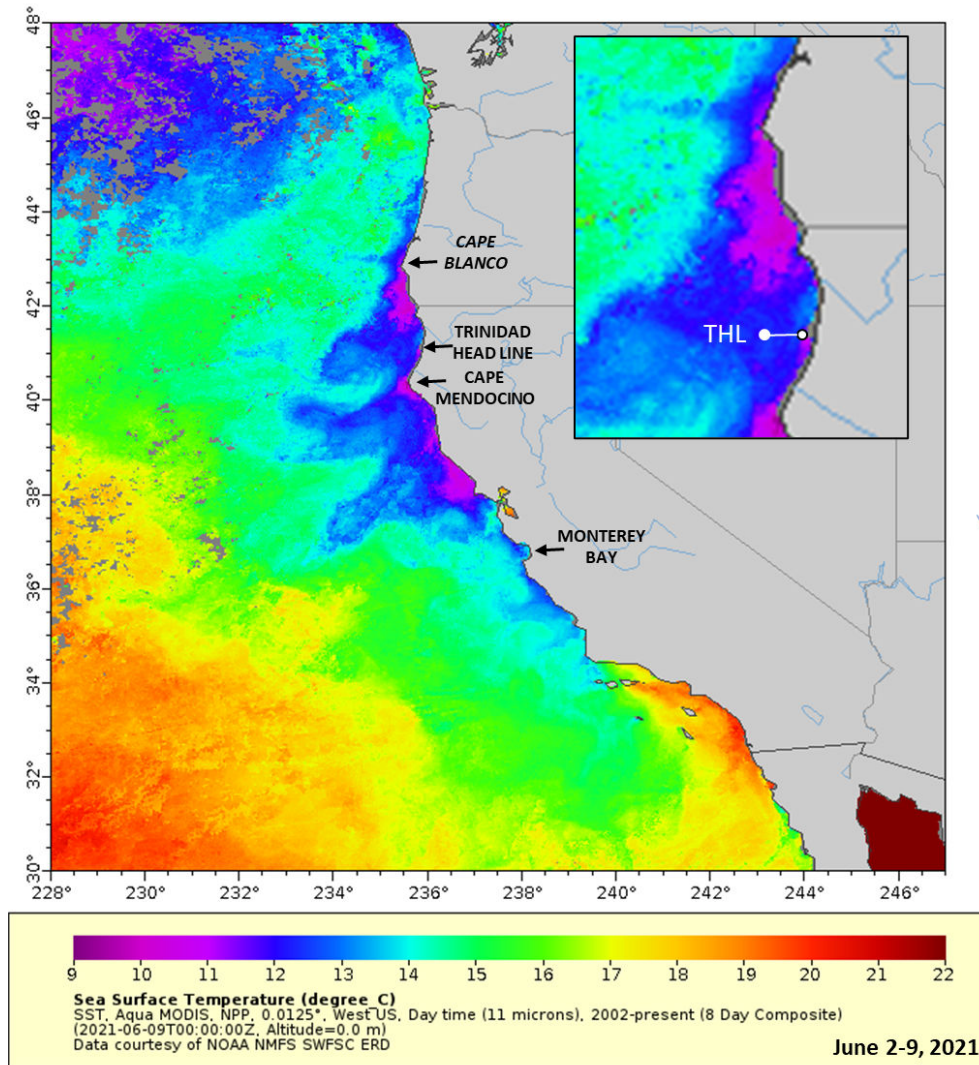 48°
46°
44°
42°
40°
38°
36°
34°
32°
30°
CAPE
BLANCO
TRINIDAD
HEAD LINE
CAPE
MENDOCINO
MONTEREY
BAY
THL
228° 230° 232° 234° 236° 238° 240° 242° 244° 246°
9 10 11 12 13 14 15 16 17 18 19 20 21 22
Sea Surface Temperature (degree_C)
SST, Aqua MODIS, NPP, 0.0125°, West US, Day time (11 microns), 2002-present (8 Day Composite)
(2021-06-09T00:00:00Z, Altitude=0.0 m)
Data courtesy of NOAA NMFS SWFSC ERD
June 2-9, 2021